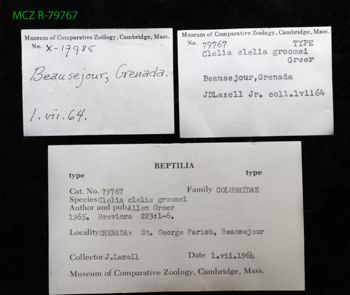 MCZ R-79767
Museum of Comparative Zoölogy, Cambridge, Mass.
No. X-17985
Beausejour, Grenada.
1.vii.64.
Museum of Comparative Zoölogy, Cambridge, Mass.
No. 79767 TYPE
Clelia clelia groomei
Greer
Beausejour,Grenada
JDLazell Jr. coll.1vii64
REPTILIA
type type
Cat. No. 79767 Family COLUBRIDAE
Species Clelia clelia groomei
Author and pub Allen Greer
1965. Breviora 223:1-6.
Locality GRENADA: St. George Parish, Beausejour
Collector J.Lazell Date 1.vii.1964
Museum of Comparative Zoology, Cambridge, Mass.